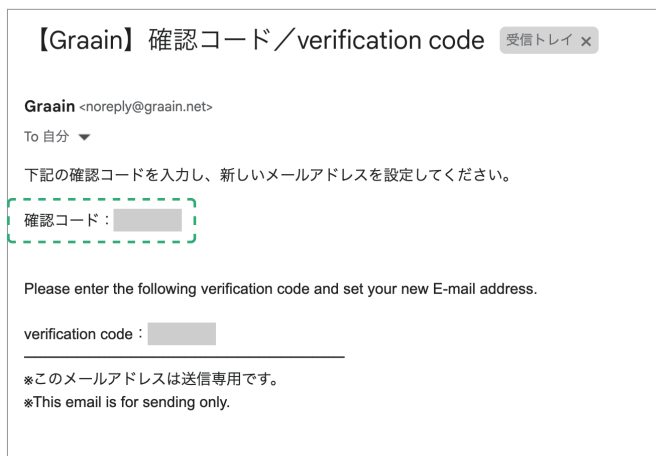 【Graain】確認コード／verification code 受信トレイ ×
Graain <noreply@graain.net>
To 自分
下記の確認コードを入力し、新しいメールアドレスを設定してください。
確認コード：
Please enter the following verification code and set your new E-mail address.
verification code：
※このメールアドレスは送信専用です。
※This email is for sending only.